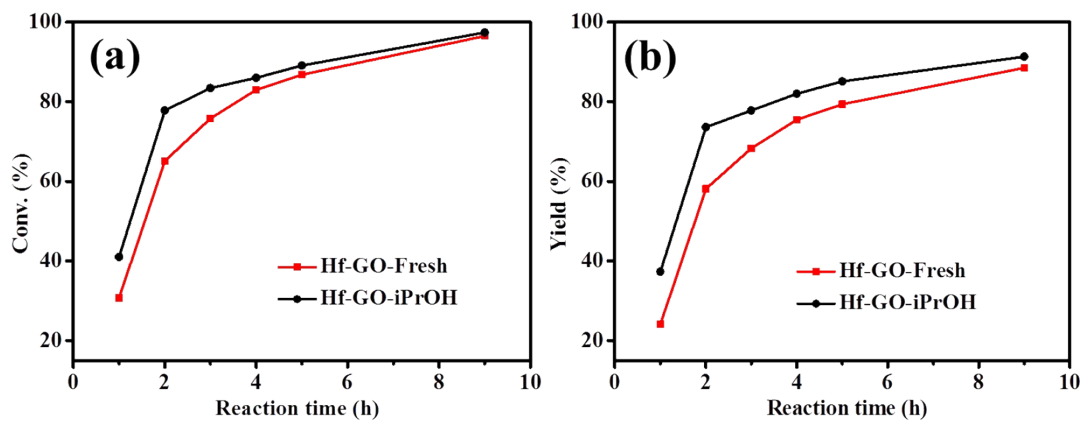 (a)
Conv. (%)
100
80
60
40
20
Hf-GO-Fresh
Hf-GO-iPrOH
0 2 4 6 8 10
Reaction time (h)
(b)
Yield (%)
100
80
60
40
20
Hf-GO-Fresh
Hf-GO-iPrOH
0 2 4 6 8 10
Reaction time (h)